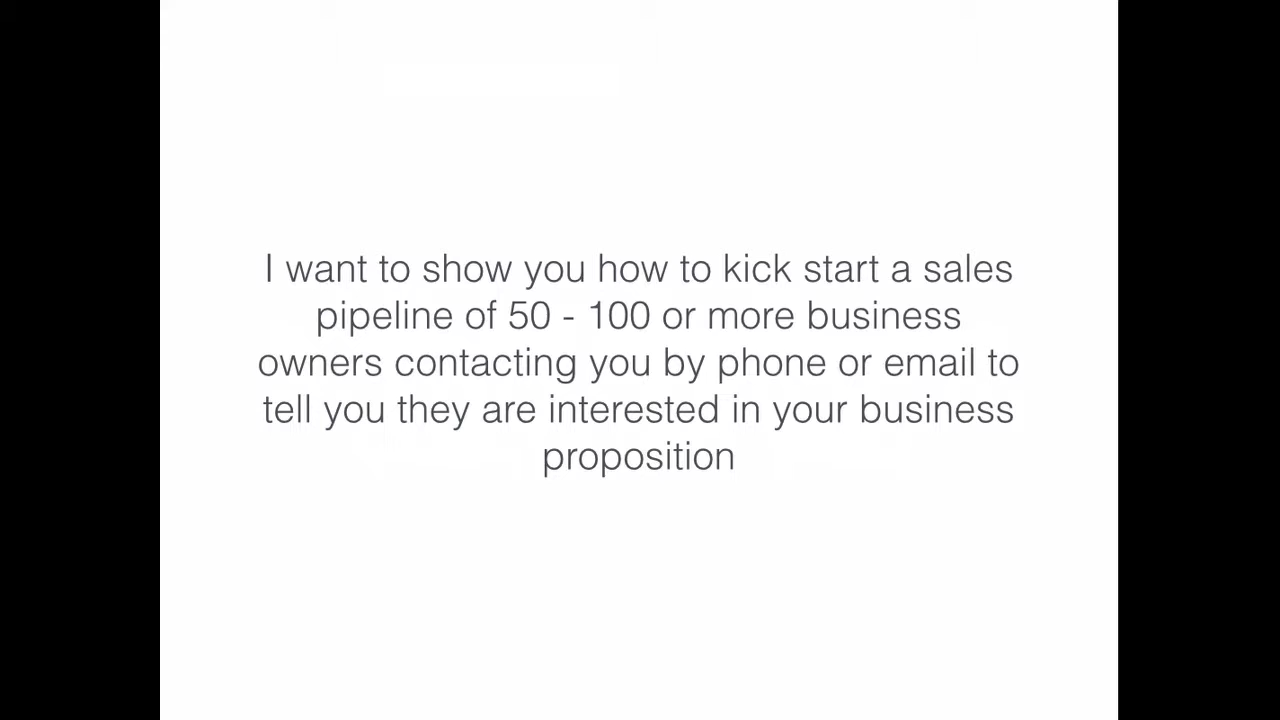 I want to show you how to kick start a sales
pipeline of 50 - 100 or more business
owners contacting you by phone or email to
tell you they are interested in your business
proposition